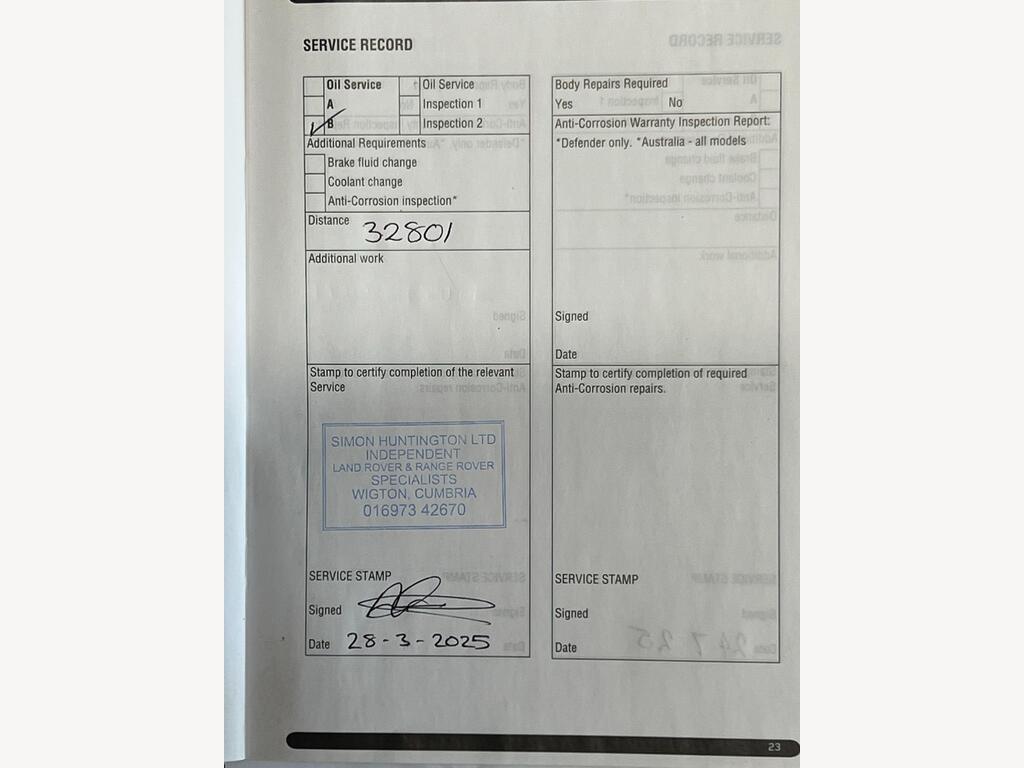 SERVICE RECORD
Oil Service
Oil Service
A
Inspection 1
B
Inspection 2
Additional Requirements
Brake fluid change
Coolant change
Anti-Corrosion inspection*
Distance 32801
Additional work
Stamp to certify completion of the relevant
Service
SIMON HUNTINGTON LTD
INDEPENDENT
LAND ROVER & RANGE ROVER
SPECIALISTS
WIGTON, CUMBRIA
016973 42670
SERVICE STAMP
Signed
Date 28-3-2025
Body Repairs Required
Yes No
Anti-Corrosion Warranty Inspection Report:
*Defender only. *Australia - all models
Signed
Date
Stamp to certify completion of required
Anti-Corrosion repairs.
SERVICE STAMP
Signed
Date
23